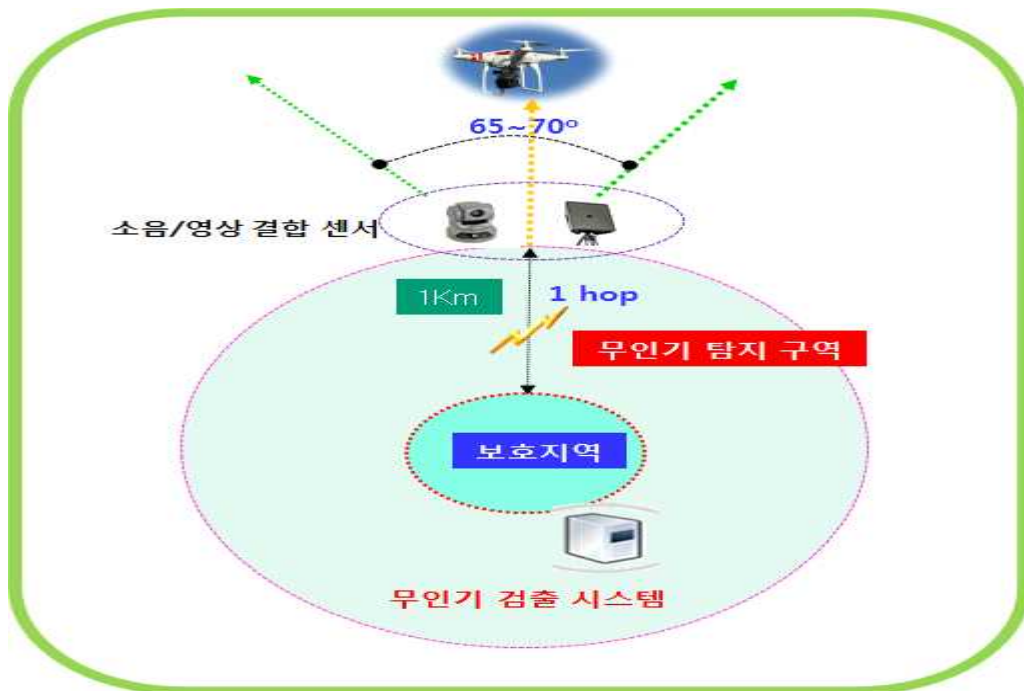 65~70º
소음/영상 결합 센서
1Km
1 hop
무인기 탐지 구역
보호지역
무인기 검출 시스템